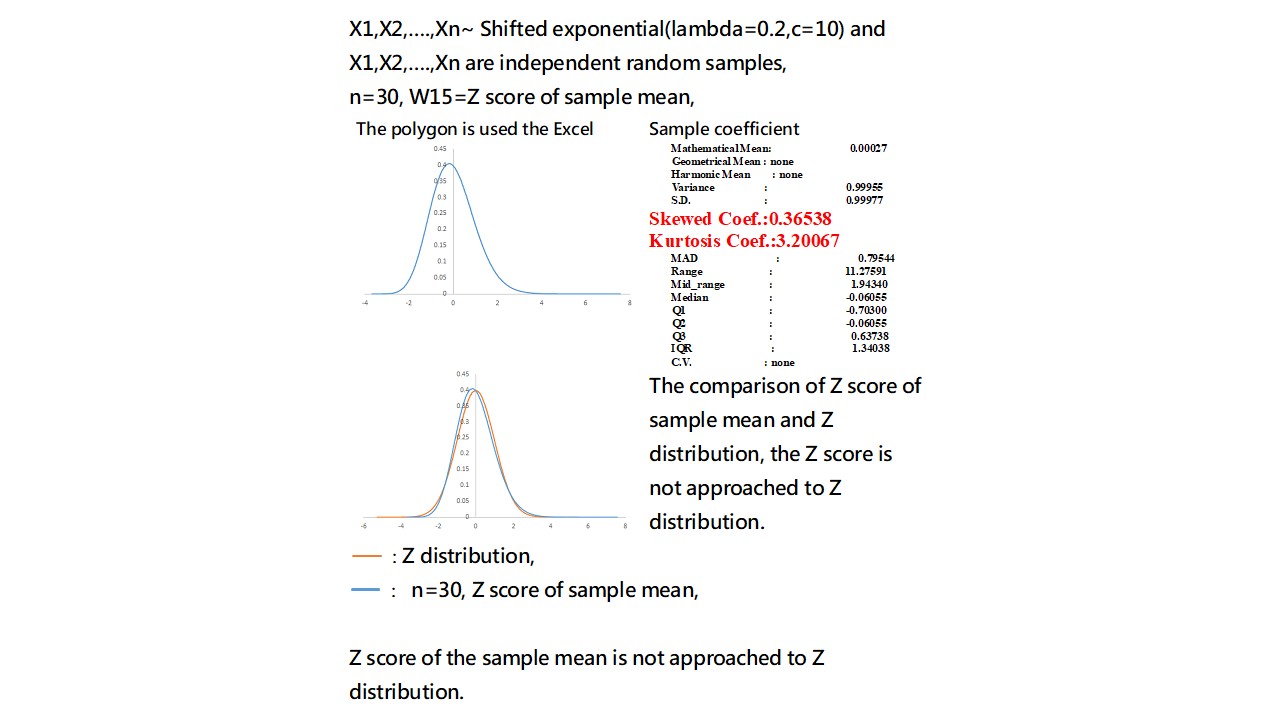 X1,X2,....,Xn~ Shifted exponential(lambda=0.2,c=10) and
X1,X2,....,Xn are independent random samples,
n=30, W15=Z score of sample mean,
The polygon is used the Excel
0.45
0.4
0.35
0.3
0.25
0.2
0.15
0.1
0.05
0
-4 -2 0 2 4 6 8
Sample coefficient
MathematicalMean: 0.00027
Geometrical Mean : none
Harmonic Mean : none
Variance : 0.99955
S.D. : 0.99977
Skewed Coef.:0.36538
Kurtosis Coef.:3.20067
MAD : 0.79544
Range : 11.27591
Mid_range : 1.94340
Median : -0.06055
Q1 : -0.70300
Q2 : -0.06055
Q3 : 0.63738
IQR : 1.34038
C.V. : none
0.45
0.4
0.35
0.3
0.25
0.2
0.15
0.1
0.05
0
-6 -4 -2 0 2 4 6 8
The comparison of Z score of
sample mean and Z
distribution, the Z score is
not approached to Z
distribution.
: Z distribution,
: n=30, Z score of sample mean,
Z score of the sample mean is not approached to Z
distribution.